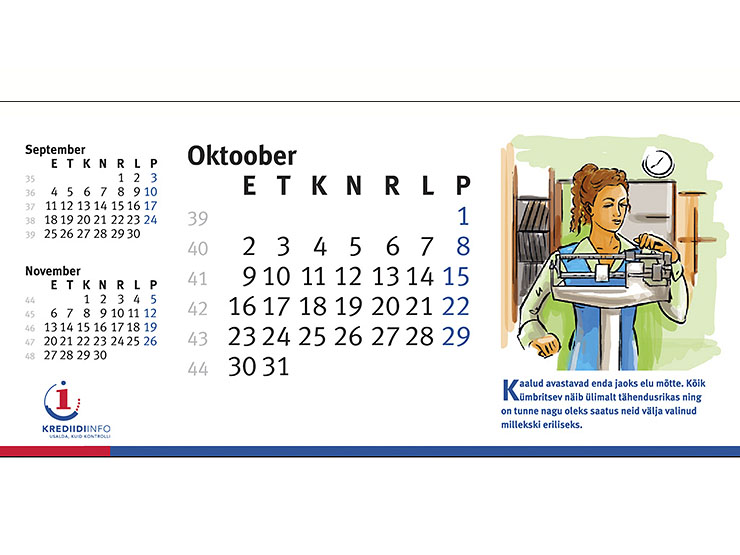 September
E T K N R L P
35 1 2 3
36 4 5 6 7 8 9 10
37 11 12 13 14 15 16 17
38 18 19 20 21 22 23 24
39 25 26 27 28 29 30
November
E T K N R L P
44 1 2 3 4 5
45 6 7 8 9 10 11 12
46 13 14 15 16 17 18 19
47 20 21 22 23 24 25 26
48 27 28 29 30
KREDIIDIINFO
USALDA, KUID KONTROLLI
Oktoober
E T K N R L P
39 1
40 2 3 4 5 6 7 8
41 9 10 11 12 13 14 15
42 16 17 18 19 20 21 22
43 23 24 25 26 27 28 29
44 30 31
Kaalud avastavad enda jaoks elu mõtte. Kõik
ümbritsev näib ülimalt tähendusrikas ning
on tunne nagu oleks saatus neid välja valinud
millekski eriliseks.